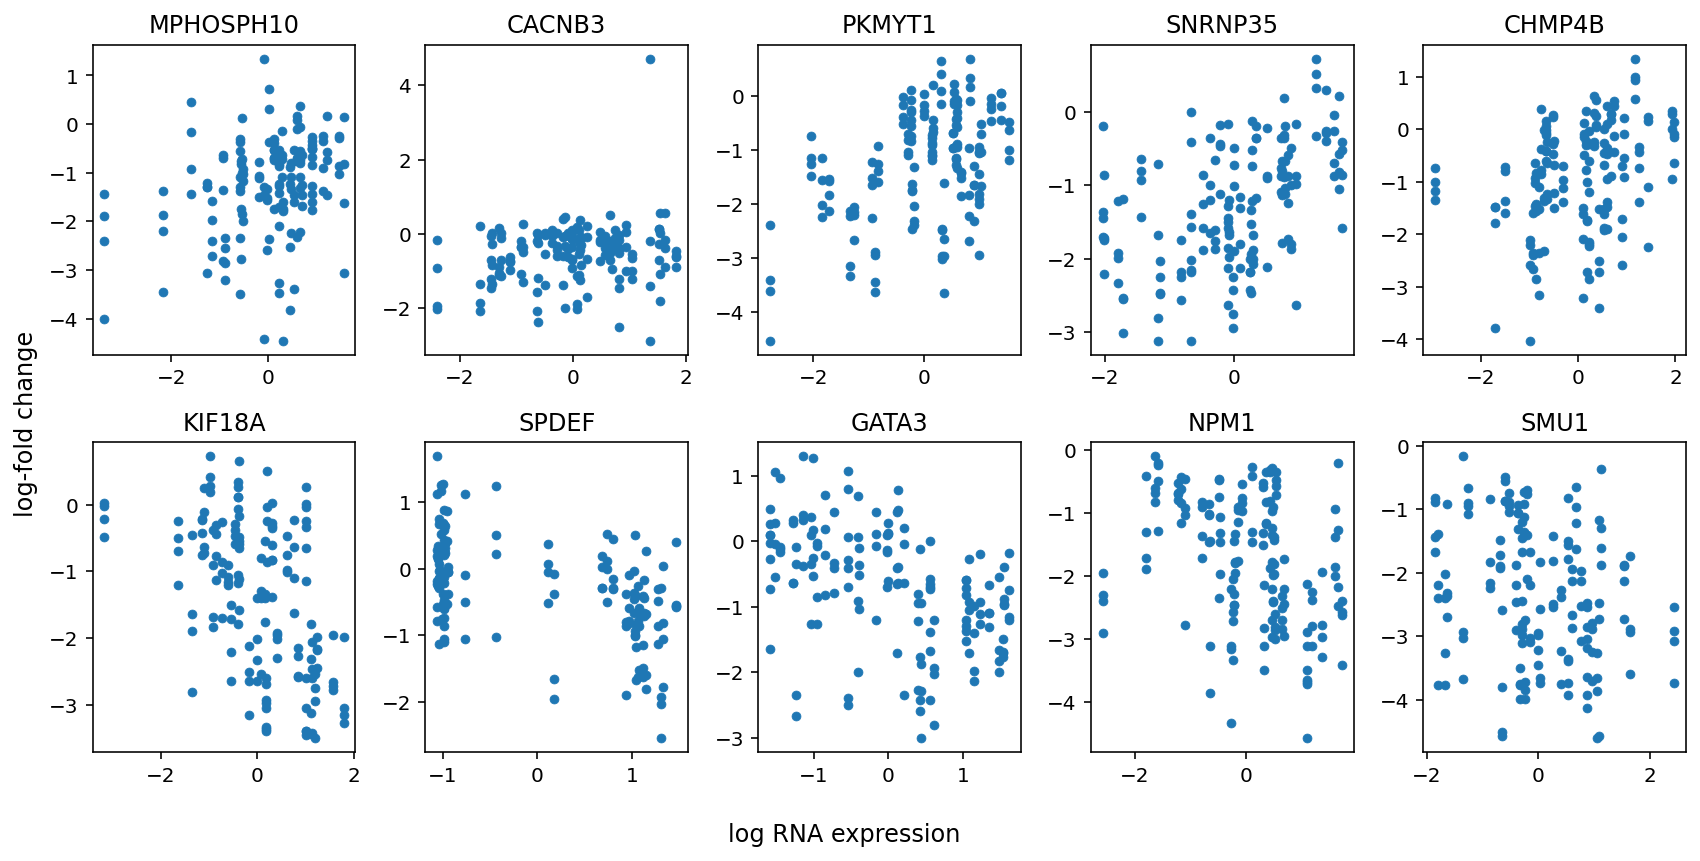 MPHOSPH10 CACNB3 PKMYT1 SNRNP35 CHMP4B
1 0 −1 −2 −3 −4
−2 0
4 2 0 −2
−2 0 2
0 −1 −2 −3 −4
−2 0
0 −1 −2 −3
−2 −1 0
1 0 −1 −2 −3 −4
−2 0 2
log-fold change
KIF18A SPDEF GATA3 NPM1 SMU1
0 −1 −2 −3
−2 0 2
1 0 −1 −2
−1 0 1
1 0 −1 −2 −3
−1 0 1
0 −1 −2 −3 −4
−2 0
0 −1 −2 −3 −4
−2 0 2
log RNA expression